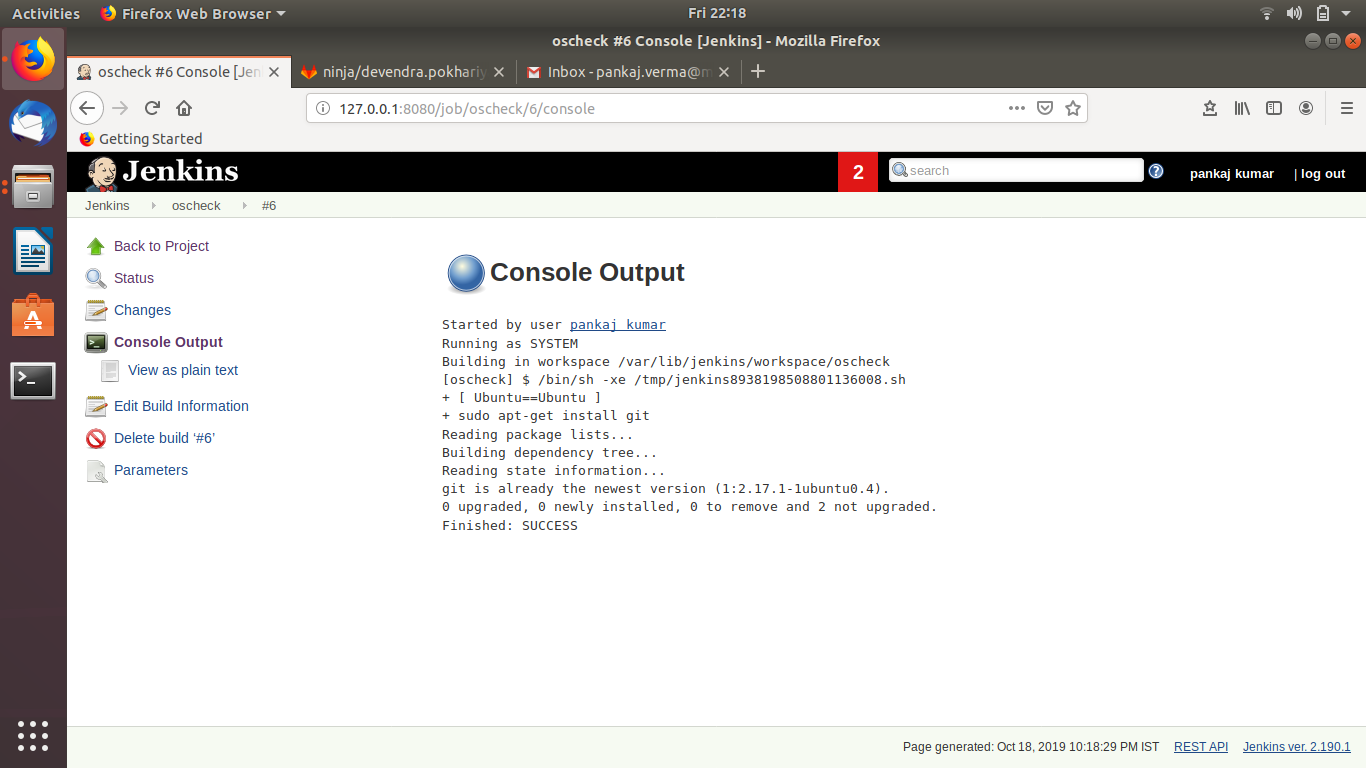 Activities
Firefox Web Browser
Fri 22:18
oscheck #6 Console [Jenkins] - Mozilla Firefox
oscheck #6 Console [Jen
ninja/devendra.pokhariy
Inbox - pankaj.verma@m
127.0.0.1:8080/job/oscheck/6/console
Getting Started
Jenkins
2
search
pankaj kumar
| log out
Jenkins
oscheck
#6
Back to Project
Status
Changes
Console Output
View as plain text
Edit Build Information
Delete build ‘#6’
Parameters
Console Output
Started by user pankaj kumar
Running as SYSTEM
Building in workspace /var/lib/jenkins/workspace/oscheck
[oscheck] $ /bin/sh -xe /tmp/jenkins8938198508801136008.sh
+ [ Ubuntu==Ubuntu ]
+ sudo apt-get install git
Reading package lists...
Building dependency tree...
Reading state information...
git is already the newest version (1:2.17.1-1ubuntu0.4).
0 upgraded, 0 newly installed, 0 to remove and 2 not upgraded.
Finished: SUCCESS
Page generated: Oct 18, 2019 10:18:29 PM IST
REST API
Jenkins ver. 2.190.1